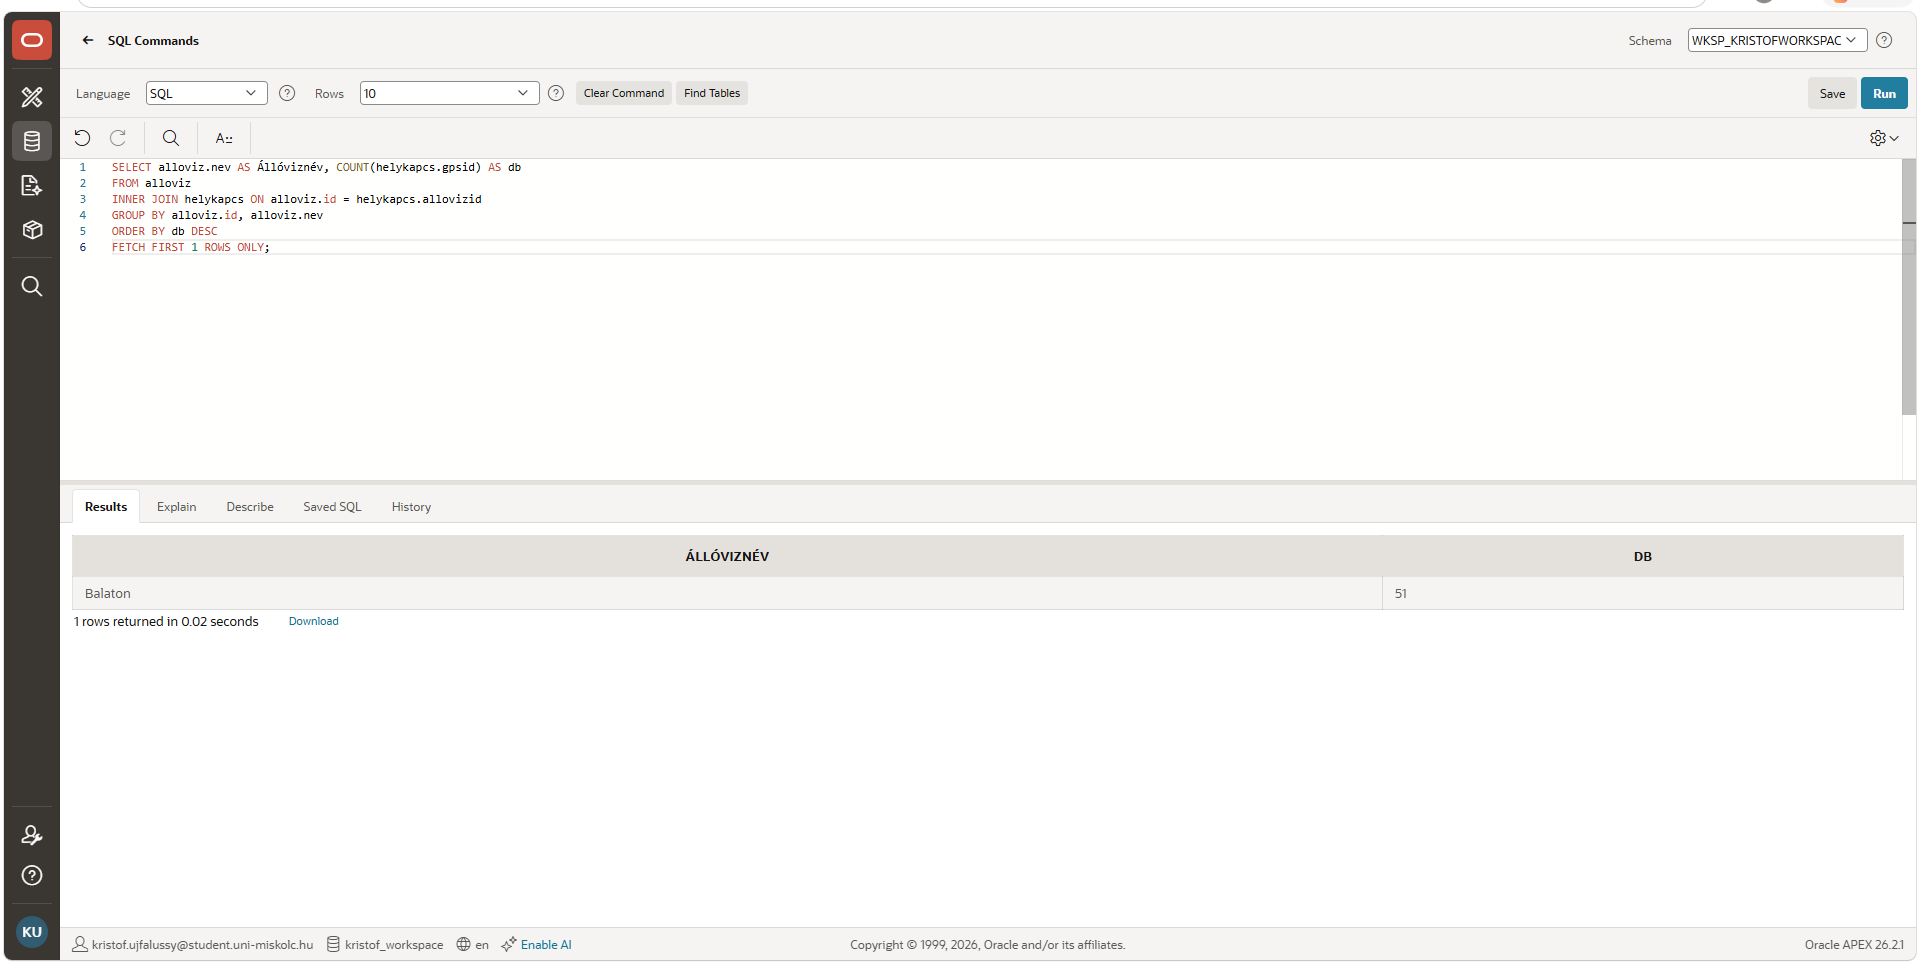 SQL Commands
Schema
WKSP_KRISTOFWORKSPAC
Language
SQL
Rows
10
Clear Command
Find Tables
Save
Run
A
1 SELECT alloviz.nev AS Állóviznév, COUNT(helykapcs.gpsid) AS db
2 FROM alloviz
3 INNER JOIN helykapcs ON alloviz.id = helykapcs.allovizid
4 GROUP BY alloviz.id, alloviz.nev
5 ORDER BY db DESC
6 FETCH FIRST 1 ROWS ONLY;
Results
Explain
Describe
Saved SQL
History
ÁLLÓVIZNÉV DB
Balaton 51
1 rows returned in 0.02 seconds
Download
KU
kristof.ujfalussy@student.uni-miskolc.hu
kristof_workspace
en
Enable AI
Copyright © 1999, 2026, Oracle and/or its affiliates.
Oracle APEX 26.2.1